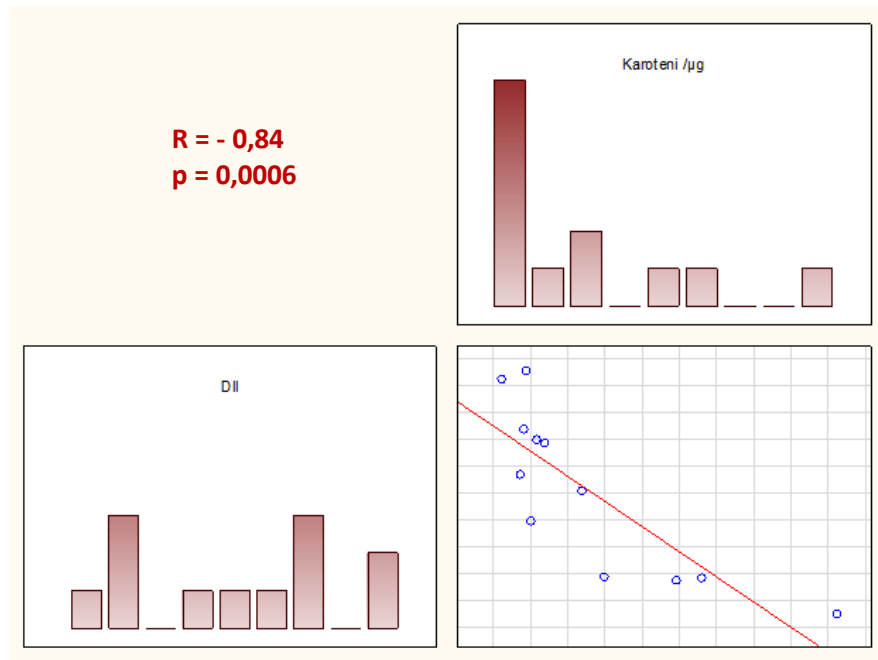 Karoteni /µg
R = - 0,84
p = 0,0006
DII